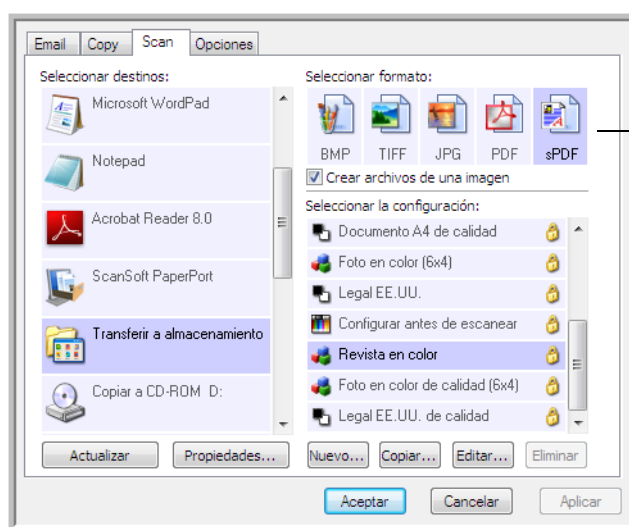 Email Copy Scan Opciones
Seleccionar destinos:
Microsoft WordPad
Notepad
Acrobat Reader 8.0
ScanSoft PaperPort
Transferir a almacenamiento
Copiar a CD-ROM D:
Actualizar Propiedades...
Seleccionar formato:
BMP TIFF JPG PDF sPDF
Crear archivos de una imagen
Seleccionar la configuración:
Documento A4 de calidad
Foto en color (6x4)
Legal EE.UU.
Configurar antes de escanear
Revista en color
Foto en color de calidad (6x4)
Legal EE.UU. de calidad
Nuevo... Copiar... Editar... Eliminar
Aceptar Cancelar Aplicar